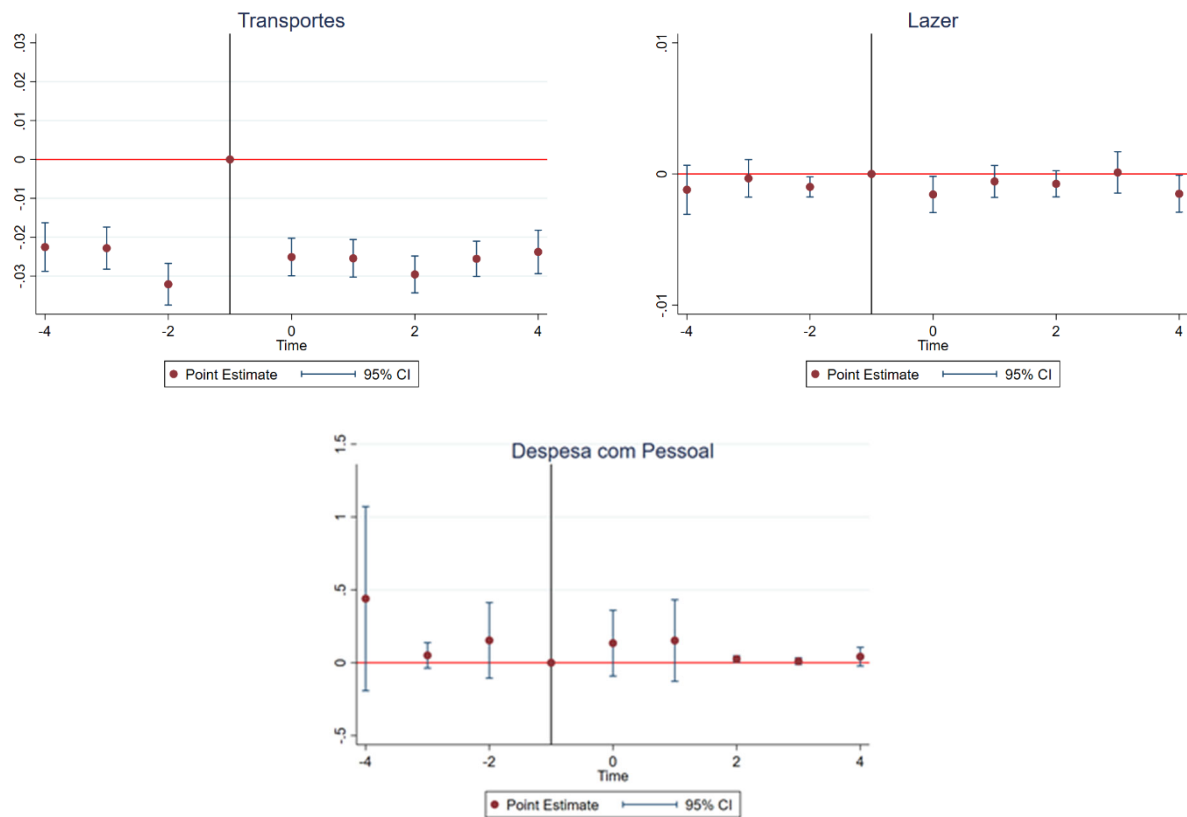 Transportes
.03
.02
.01
0
-.01
-.02
-.03
-4 -2 0 2 4
Time
Point Estimate 95% CI
Lazer
.01
0
-.01
-4 -2 0 2 4
Time
Point Estimate 95% CI
Despesa com Pessoal
1.5
1
.5
0
-.5
-4 -2 0 2 4
Time
Point Estimate 95% CI